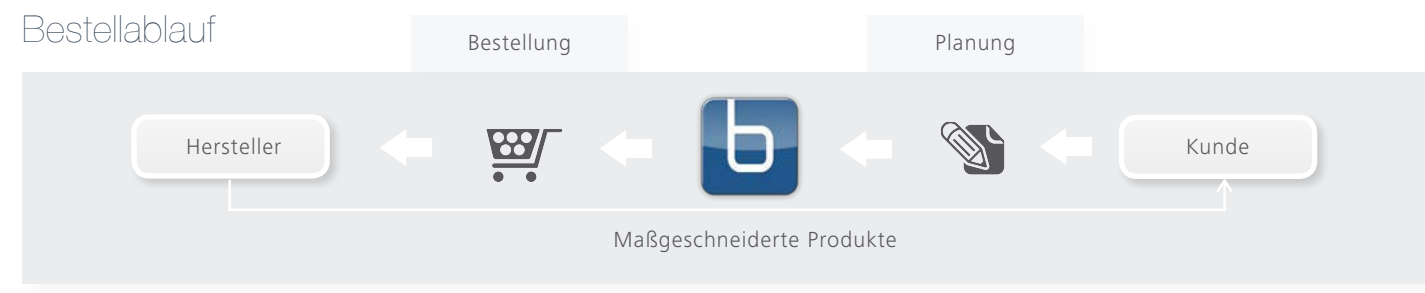 Bestellablauf
Bestellung
Planung
Hersteller
b
Kunde
Maßgeschneiderte Produkte